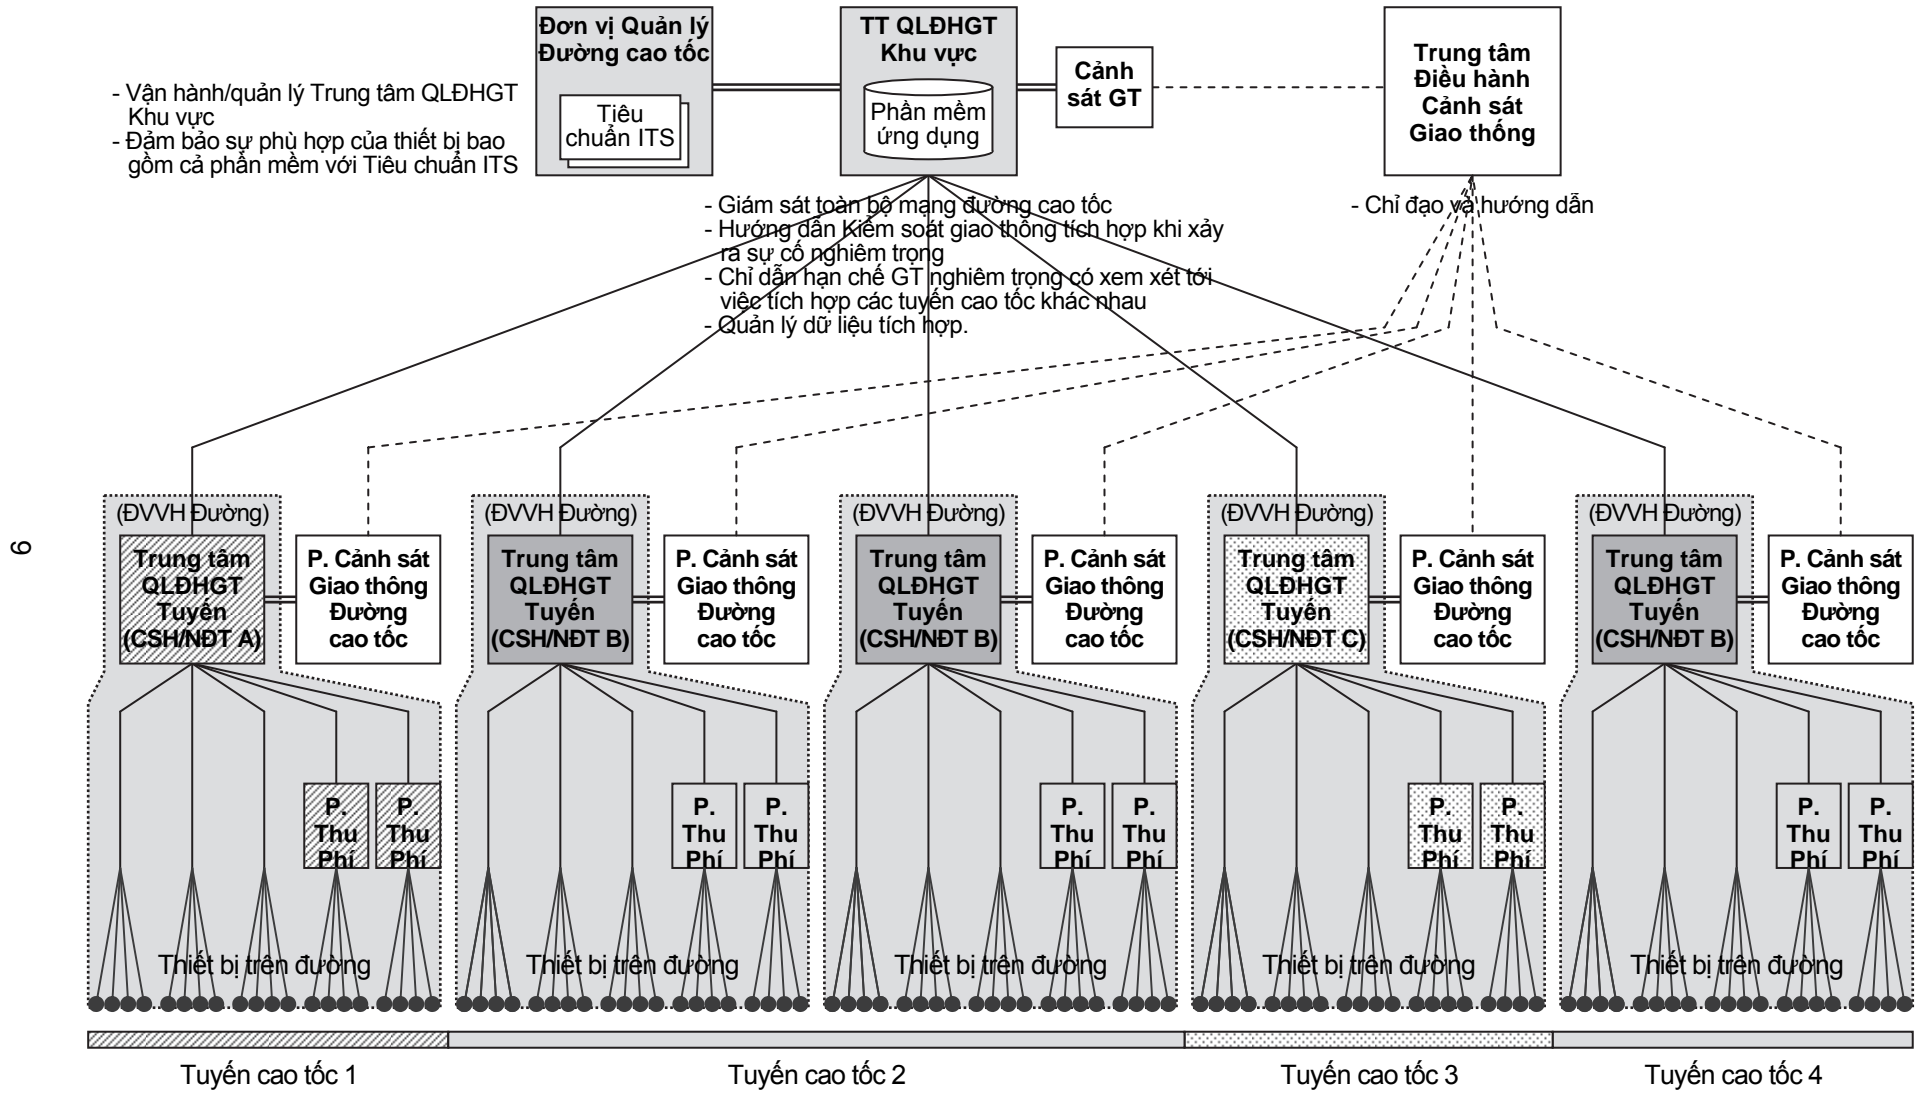 Đơn vị Quản lý
Đường cao tốc
Tiêu
chuẩn ITS
TT QLĐHGT
Khu vực
Phần mềm
ứng dụng
Cảnh
sát GT
Trung tâm
Điều hành
Cảnh sát
Giao thống
- Vận hành/quản lý Trung tâm QLĐHGT
Khu vực
- Đảm bảo sự phù hợp của thiết bị bao
gồm cả phần mềm với Tiêu chuẩn ITS
- Giám sát toàn bộ mạng đường cao tốc
- Hướng dẫn Kiểm soát giao thông tích hợp khi xảy
ra sự cố nghiêm trọng
- Chỉ dẫn hạn chế GT nghiêm trọng có xem xét tới
việc tích hợp các tuyến cao tốc khác nhau
- Quản lý dữ liệu tích hợp.
- Chỉ đạo và hướng dẫn
9
(ĐVVH Đường)
Trung tâm
QLĐHGT
Tuyến
(CSH/NĐT A)
P. Cảnh sát
Giao thông
Đường
cao tốc
(ĐVVH Đường)
Trung tâm
QLĐHGT
Tuyến
(CSH/NĐT B)
P. Cảnh sát
Giao thông
Đường
cao tốc
(ĐVVH Đường)
Trung tâm
QLĐHGT
Tuyến
(CSH/NĐT B)
P. Cảnh sát
Giao thông
Đường
cao tốc
(ĐVVH Đường)
Trung tâm
QLĐHGT
Tuyến
(CSH/NĐT C)
P. Cảnh sát
Giao thông
Đường
cao tốc
(ĐVVH Đường)
Trung tâm
QLĐHGT
Tuyến
(CSH/NĐT B)
P. Cảnh sát
Giao thông
Đường
cao tốc
P.
Thu
Phí
P.
Thu
Phí
P.
Thu
Phí
P.
Thu
Phí
P.
Thu
Phí
P.
Thu
Phí
P.
Thu
Phí
P.
Thu
Phí
P.
Thu
Phí
P.
Thu
Phí
Thiết bị trên đường
Thiết bị trên đường
Thiết bị trên đường
Thiết bị trên đường
Thiết bị trên đường
Tuyến cao tốc 1
Tuyến cao tốc 2
Tuyến cao tốc 3
Tuyến cao tốc 4